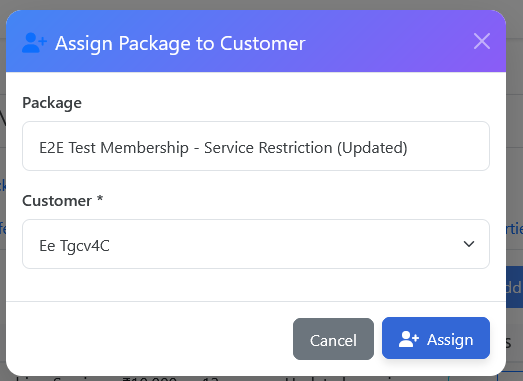 Assign Package to Customer
Package
E2E Test Membership - Service Restriction (Updated)
Customer *
Ee Tgcv4C
Cancel
Assign